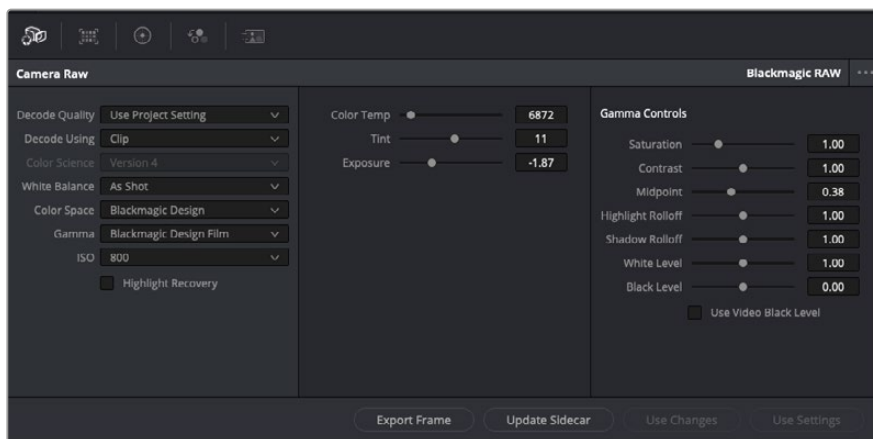 Camera Raw
Blackmagic RAW
Decode Quality Use Project Setting
Decode Using Clip
Color Science Version 4
White Balance As Shot
Color Space Blackmagic Design
Gamma Blackmagic Design Film
ISO 800
Highlight Recovery
Color Temp 6872
Tint 11
Exposure -1.87
Gamma Controls
Saturation 1.00
Contrast 1.00
Midpoint 0.38
Highlight Rolloff 1.00
Shadow Rolloff 1.00
White Level 1.00
Black Level 0.00
Use Video Black Level
Export Frame
Update Sidecar
Use Changes
Use Settings